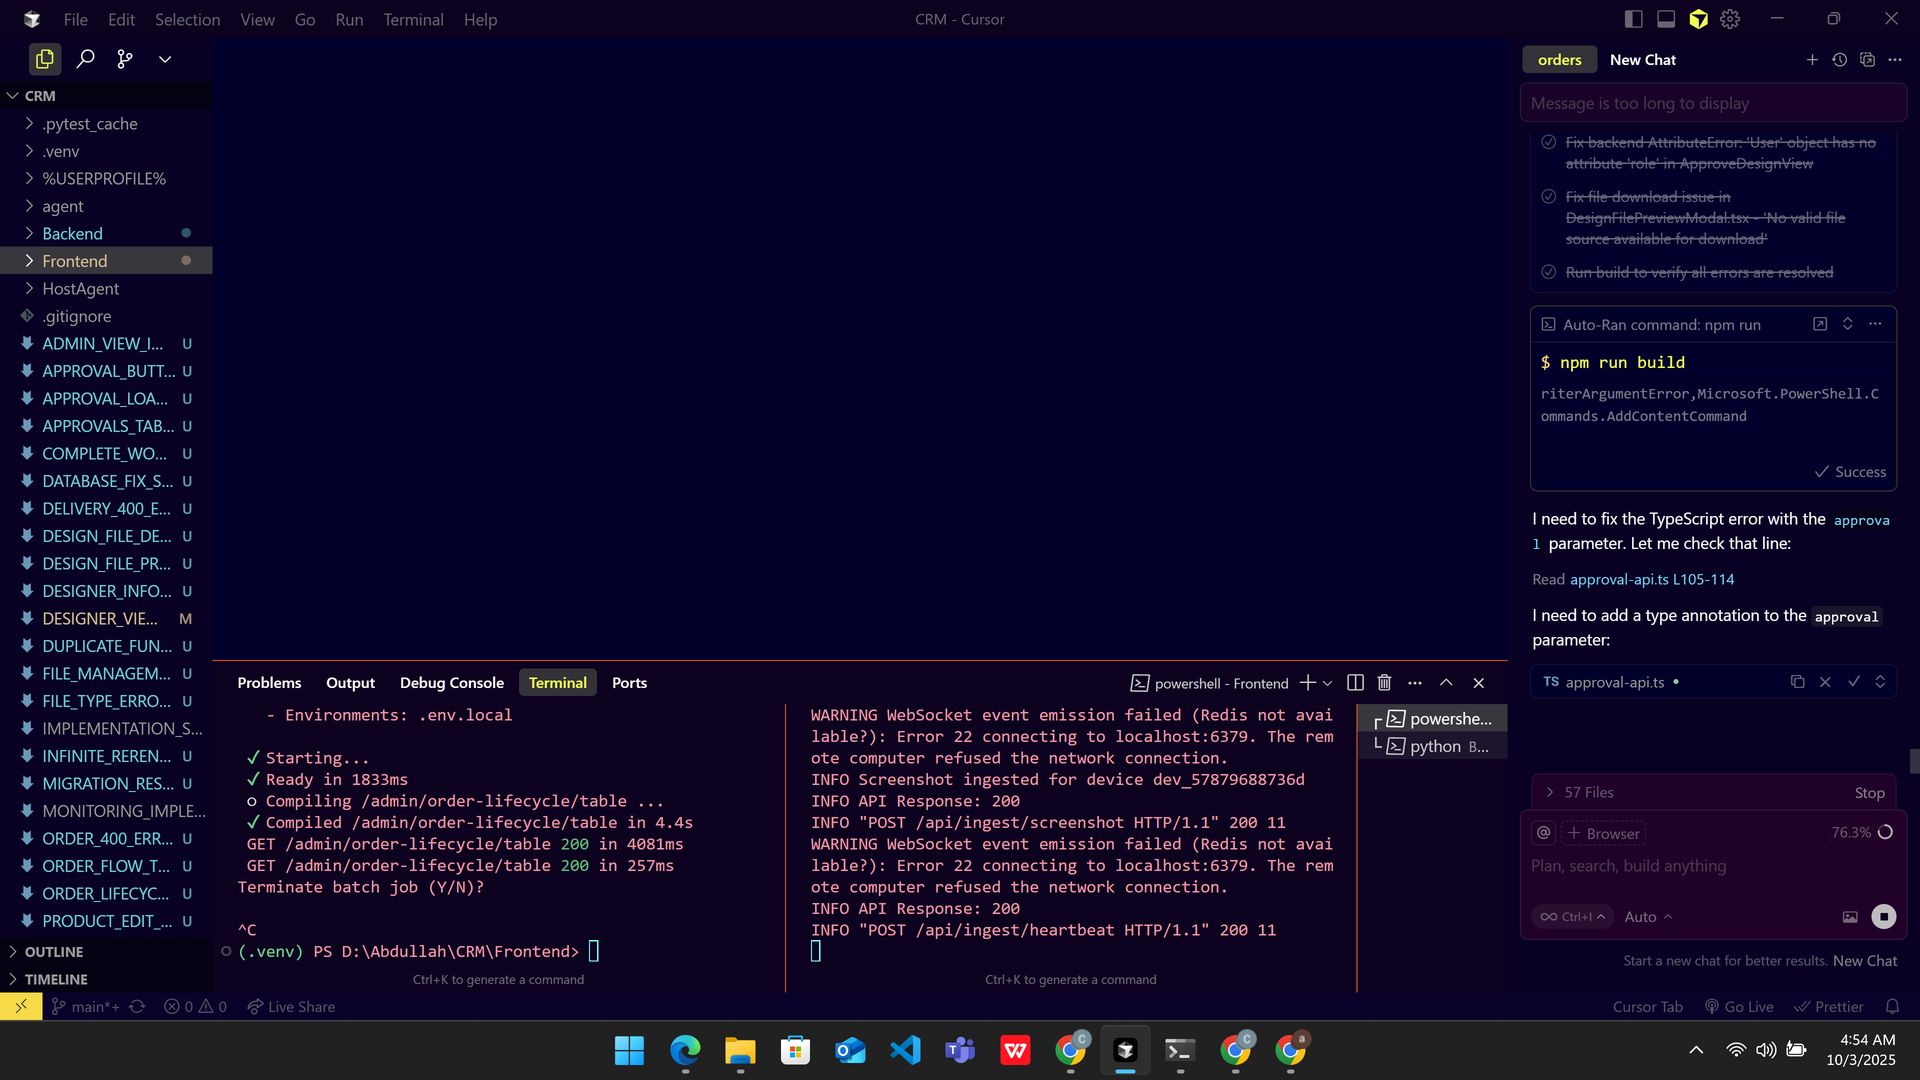 File Edit Selection View Go Run Terminal Help
CRM - Cursor
CRM
.pytest_cache
.venv
%USERPROFILE%
agent
Backend
Frontend
HostAgent
.gitignore
ADMIN_VIEW_I... U
APPROVAL_BUTT... U
APPROVAL_LOA... U
APPROVALS_TAB... U
COMPLETE_WO... U
DATABASE_FIX_S... U
DELIVERY_400_E... U
DESIGN_FILE_DE... U
DESIGN_FILE_PR... U
DESIGNER_INFO... U
DESIGNER_VIE... M
DUPLICATE_FUN... U
FILE_MANAGEM... U
FILE_TYPE_ERRO... U
IMPLEMENTATION_S...
INFINITE_REREN... U
MIGRATION_RES... U
MONITORING_IMPLE...
ORDER_400_ERR... U
ORDER_FLOW_T... U
ORDER_LIFECYC... U
PRODUCT_EDIT_... U
OUTLINE
TIMELINE
Problems Output Debug Console Terminal Ports
powershell - Frontend
- Environments: .env.local
✓ Starting...
✓ Ready in 1833ms
○ Compiling /admin/order-lifecycle/table ...
✓ Compiled /admin/order-lifecycle/table in 4.4s
GET /admin/order-lifecycle/table 200 in 4081ms
GET /admin/order-lifecycle/table 200 in 257ms
Terminate batch job (Y/N)?
^C
(.venv) PS D:\Abdullah\CRM\Frontend>
Ctrl+K to generate a command
WARNING WebSocket event emission failed (Redis not avai
lable?): Error 22 connecting to localhost:6379. The rem
ote computer refused the network connection.
INFO Screenshot ingested for device dev_57879688736d
INFO API Response: 200
INFO "POST /api/ingest/screenshot HTTP/1.1" 200 11
WARNING WebSocket event emission failed (Redis not avai
lable?): Error 22 connecting to localhost:6379. The rem
ote computer refused the network connection.
INFO API Response: 200
INFO "POST /api/ingest/heartbeat HTTP/1.1" 200 11
Ctrl+K to generate a command
powershe...
python B...
orders New Chat
Message is too long to display
Fix backend AttributeError: 'User' object has no
attribute 'role' in ApproveDesignView
Fix file download issue in
DesignFilePreviewModal.tsx - 'No valid file
source available for download'
Run build to verify all errors are resolved
Auto-Ran command: npm run
$ npm run build
riterArgumentError,Microsoft.PowerShell.C
ommands.AddContentCommand
Success
I need to fix the TypeScript error with the approva
l parameter. Let me check that line:
Read approval-api.ts L105-114
I need to add a type annotation to the approval
parameter:
TS approval-api.ts
57 Files Stop
@ Browser 76.3%
Plan, search, build anything
Ctrl+I Auto
Start a new chat for better results. New Chat
main*+ 0 0 Live Share
Cursor Tab Go Live Prettier
4:54 AM
10/3/2025